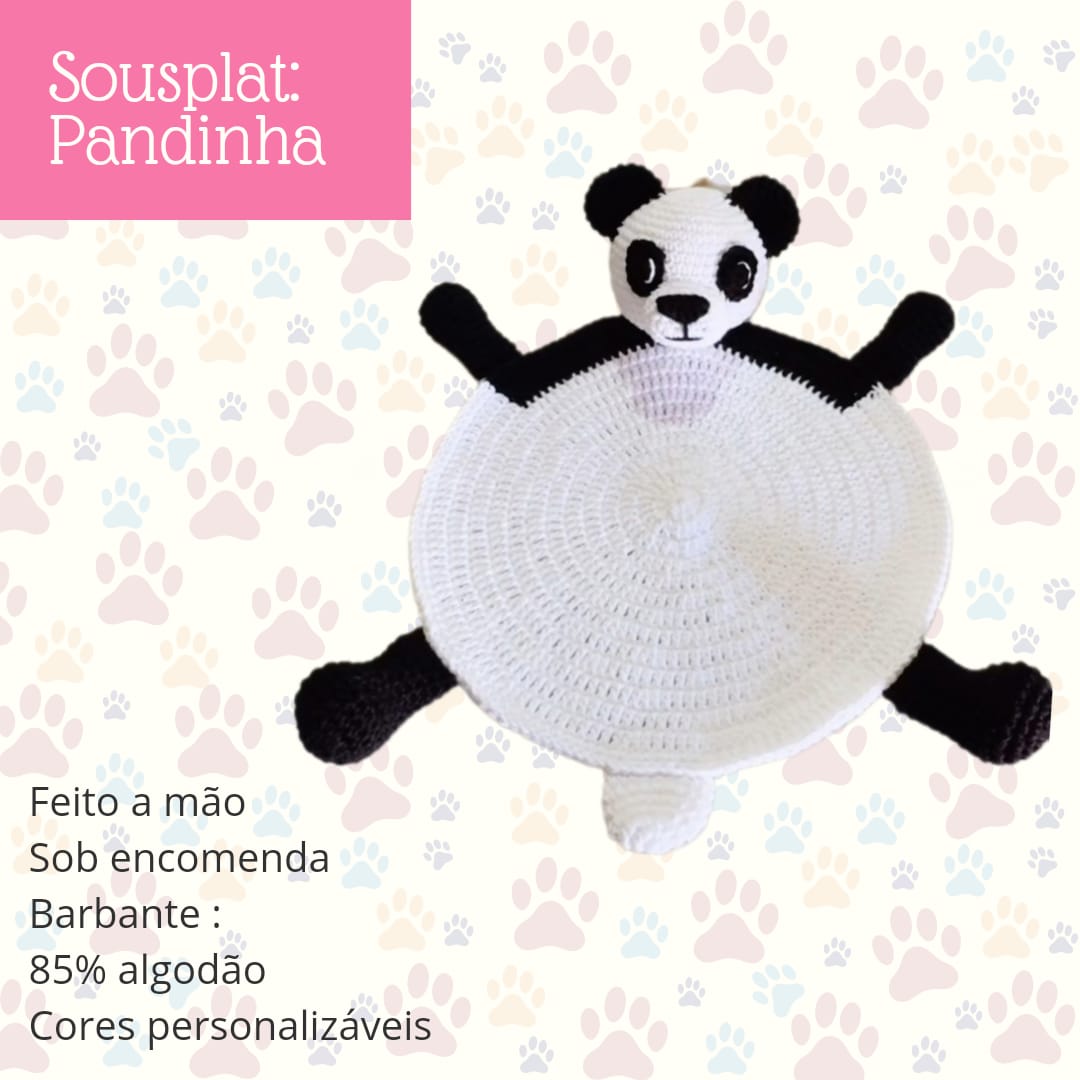 Sousplat:
Pandinha
Feito a mão
Sob encomenda
Barbante :
85% algodão
Cores personalizáveis